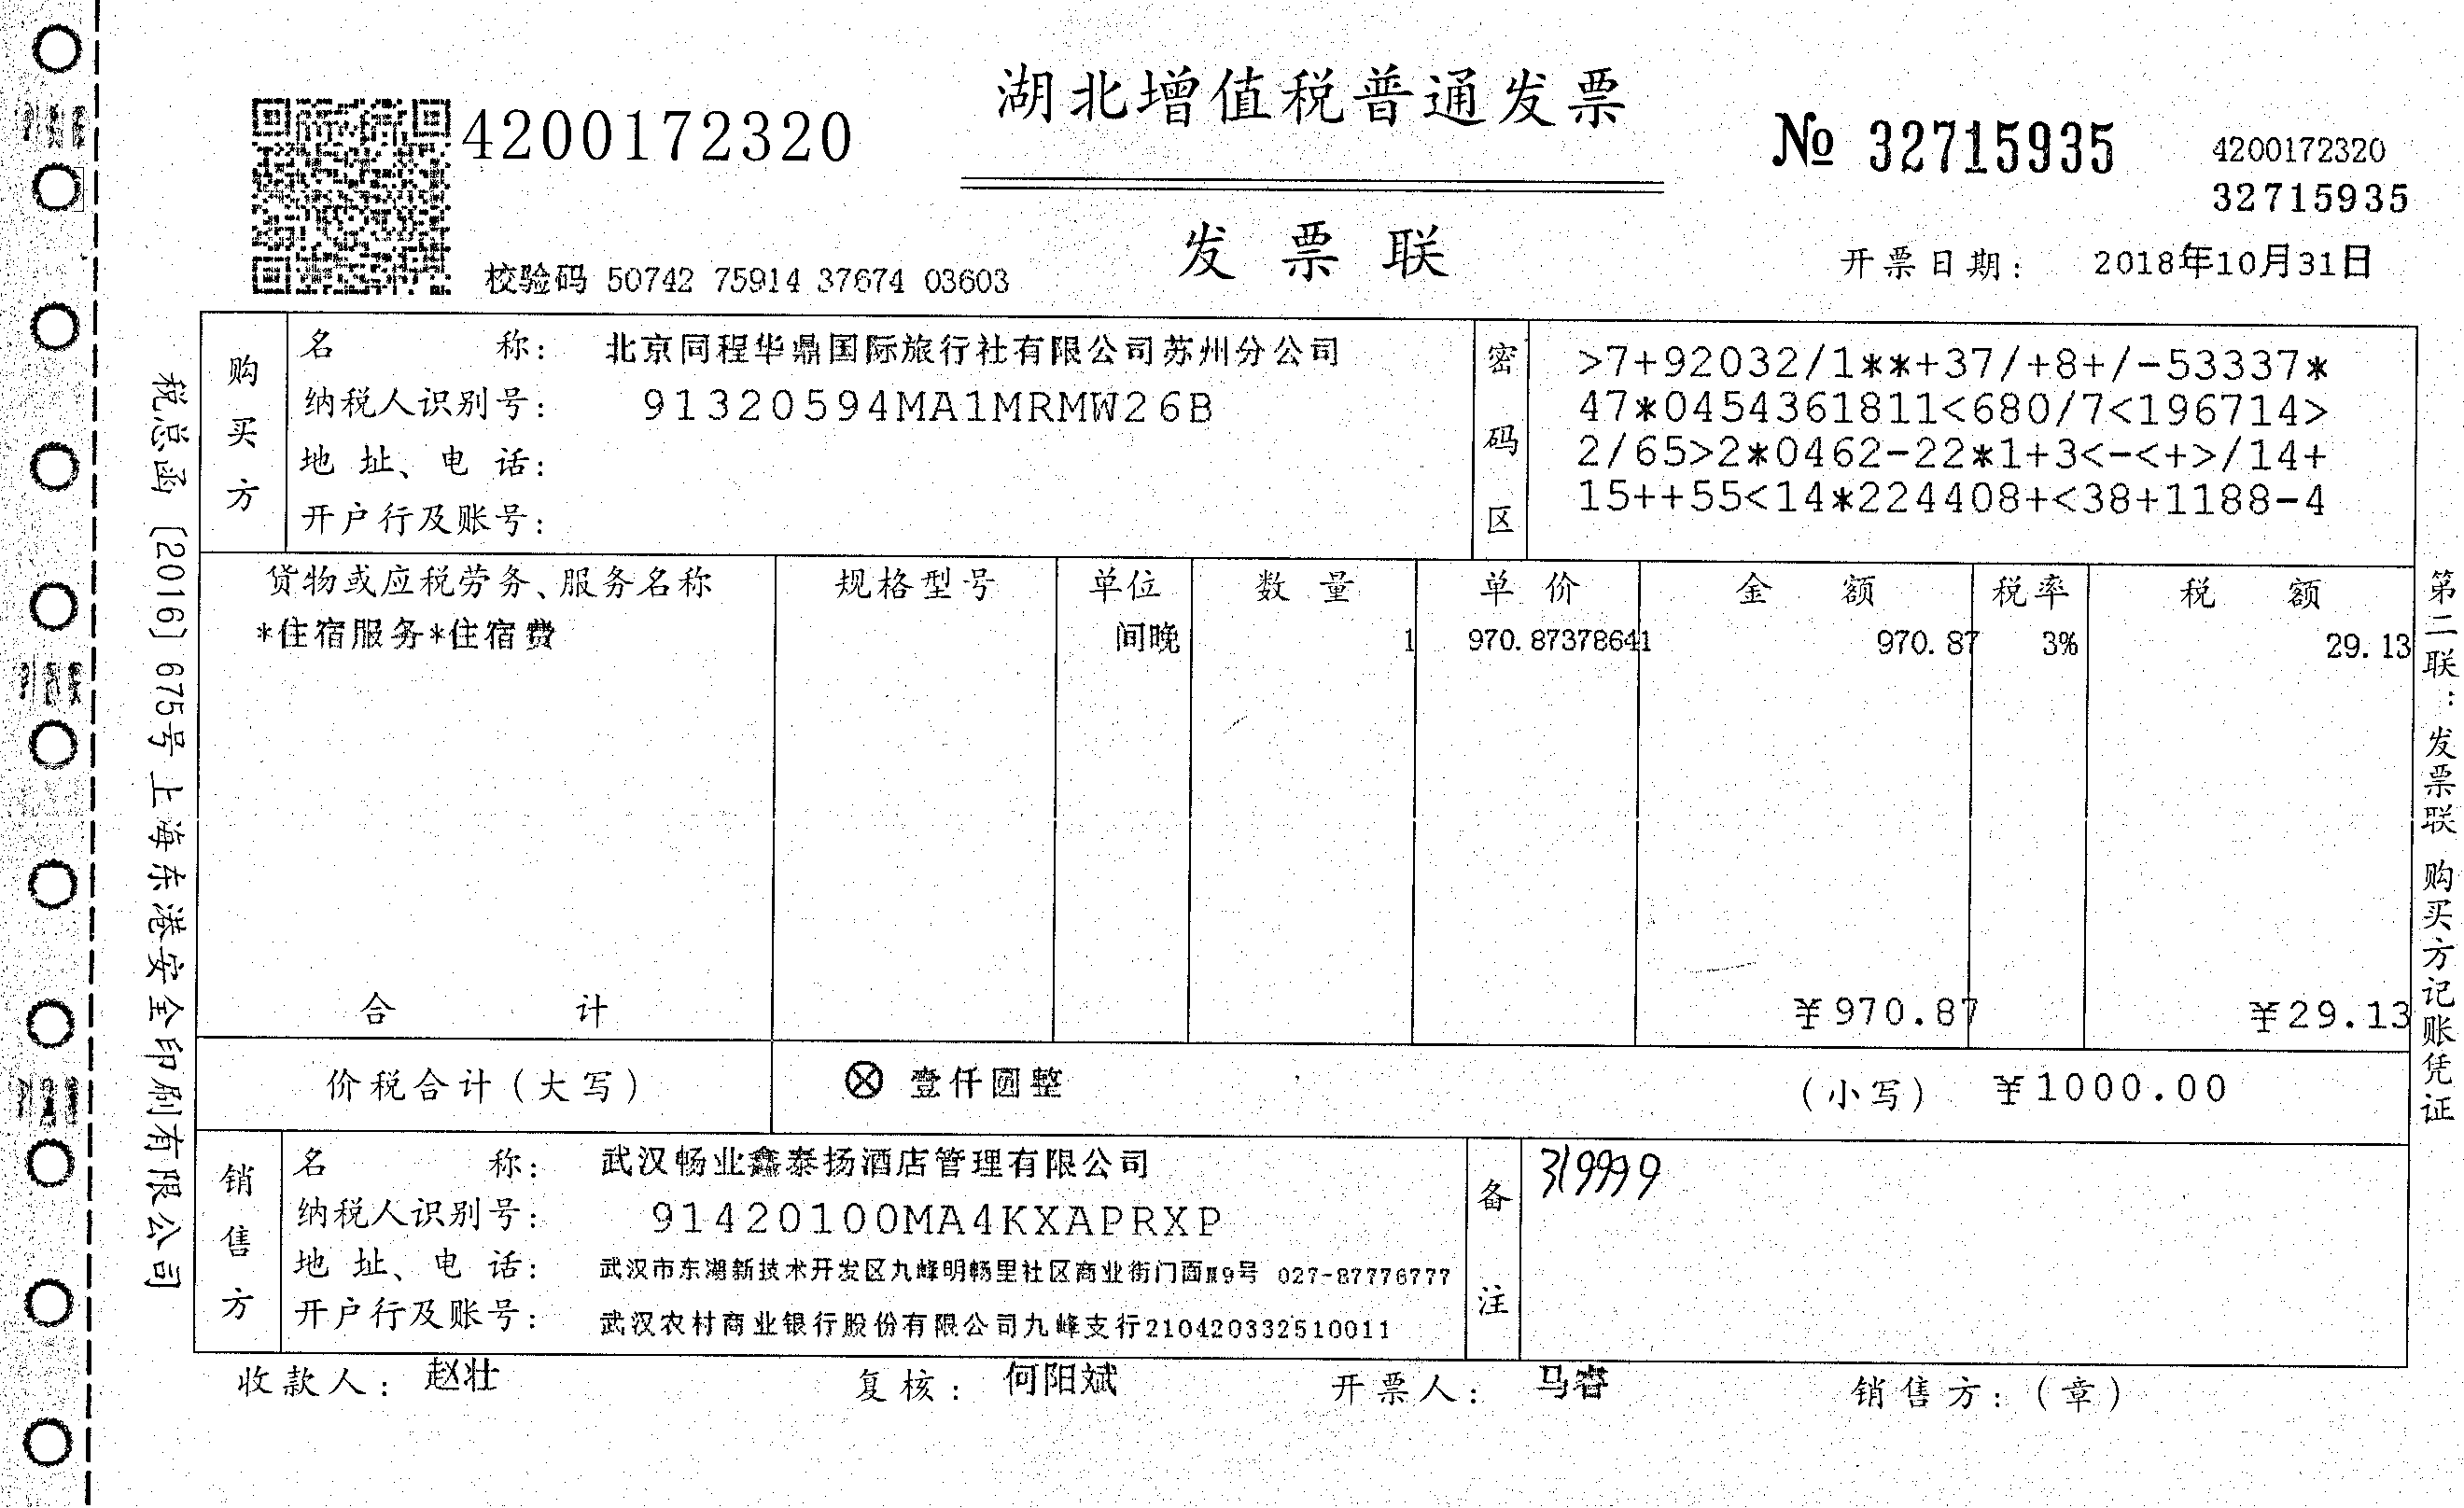 湖北增值税普通发票
4200172320
№ 32715935
4200172320
32715935
发票联
校验码 50742 75914 37674 03603
开票日期: 2018年10月31日
购买方
名称: 北京同程华鼎国际旅行社有限公司苏州分公司
纳税人识别号: 91320594MA1MRMW26B
地址、电话:
开户行及账号:
密码区
>7+92032/1**+37/+8+/-53337*
47*0454361811<680/7<196714>
2/65>2*0462-22*1+3<-<+>/14+
15++55<14*224408+<38+1188-4
货物或应税劳务、服务名称 规格型号 单位 数量 单价 金额 税率 税额
*住宿服务*住宿费 间晚 1 970.87378641 970.87 3% 29.13
合计 ¥970.87 ¥29.13
价税合计(大写) ⊗ 壹仟圆整 (小写) ¥1000.00
销售方
名称: 武汉畅业鑫泰扬酒店管理有限公司
纳税人识别号: 91420100MA4KXAPRXP
地址、电话: 武汉市东湖新技术开发区九峰明畅里社区商业街门面M9号 027-87776777
开户行及账号: 武汉农村商业银行股份有限公司九峰支行210420332510011
备注
319999
收款人: 赵壮 复核: 何阳斌 开票人: 马睿 销售方:(章)
税总函〔2016〕675号上海东港安全印刷有限公司
第二联:发票联 购买方记账凭证